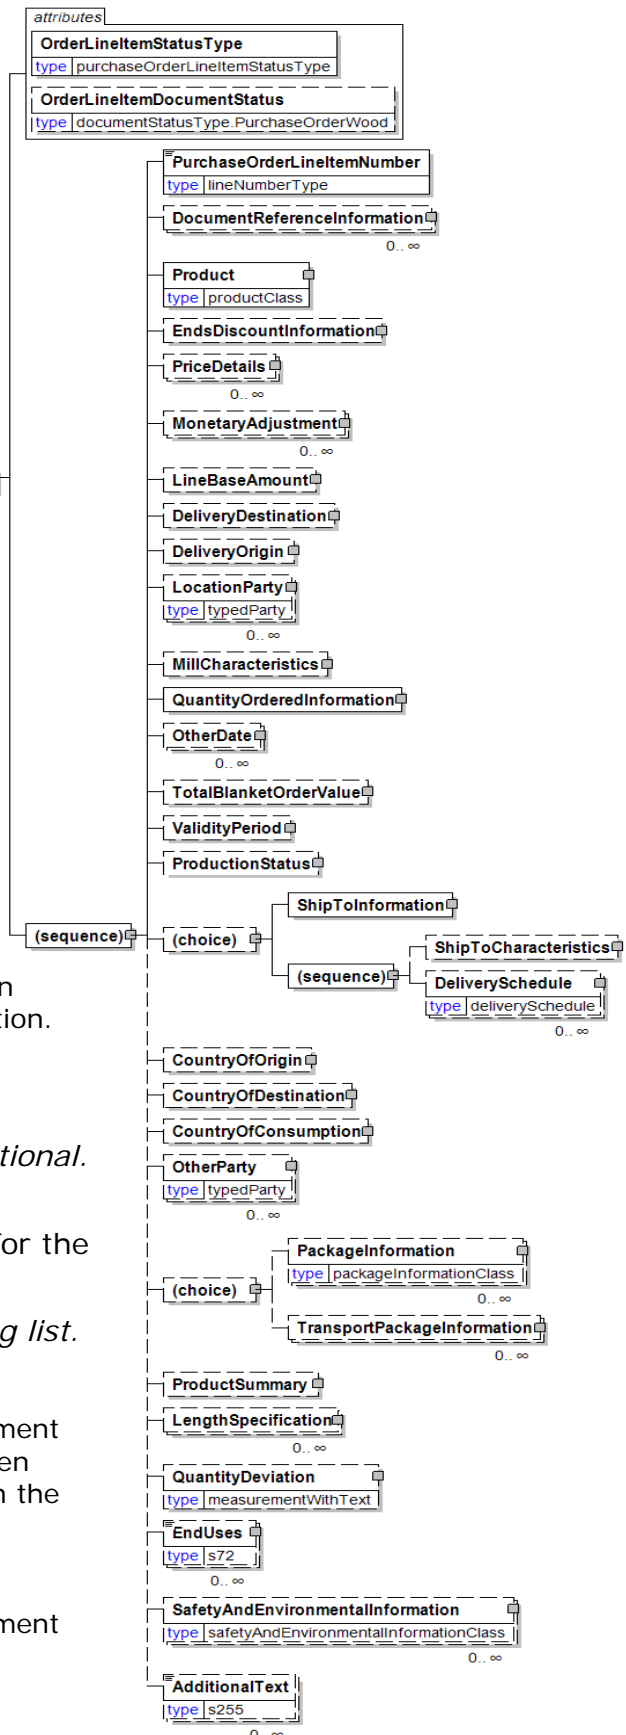 attributes
OrderLineItemStatusType
type purchaseOrderLineItemStatusType
OrderLineItemDocumentStatus
type documentStatusType.PurchaseOrderWood
PurchaseOrderLineItemNumber
type lineNumberType
DocumentReferenceInformation
0.. ∞
Product
type productClass
EndsDiscountInformation
PriceDetails
0.. ∞
MonetaryAdjustment
0.. ∞
LineBaseAmount
DeliveryDestination
DeliveryOrigin
LocationParty
type typedParty
0.. ∞
MillCharacteristics
QuantityOrderedInformation
OtherDate
0.. ∞
TotalBlanketOrderValue
ValidityPeriod
ProductionStatus
ShipToInformation
(sequence)
(choice)
ShipToCharacteristics
(sequence)
DeliverySchedule
type deliverySchedule
0.. ∞
n
tion.
CountryOfOrigin
CountryOfDestination
CountryOfConsumption
tional.
OtherParty
type typedParty
0.. ∞
for the
PackageInformation
type packageInformationClass
0.. ∞
(choice)
TransportPackageInformation
0.. ∞
g list.
ProductSummary
LengthSpecification
0.. ∞
ment
en
n the
QuantityDeviation
type measurementWithText
EndUses
type s72
0.. ∞
SafetyAndEnvironmentalInformation
type safetyAndEnvironmentalInformationClass
0.. ∞
ment
AdditionalText
type s255
0.. ∞